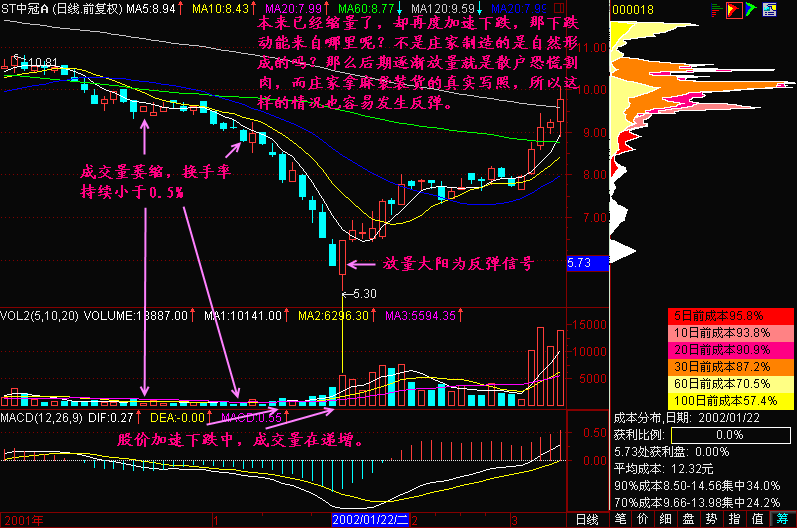 ST中冠A (日线.前复权) MA5:8.94↑ MA10:8.43↑ MA20:7.99↑ MA60:8.77↓ MA120:9.59↓ MA20:7.99
000018
本来已经缩量了，却再度加速下跌，那下跌
动能来自哪里呢？不是庄家制造的是自然形
成的吗？那么后期逐渐放量就是散户恐慌割
肉，而庄家拿取象装货的真实写照，所以这
样的情况也容易发生反弹。
10.81
11.00
10.00
9.00
8.00
7.00
5.73
成交量萎缩，换手率
持续小于0.5%
放量大阳为反弹信号
5.30
VOL2(5,10,20) VOLUME:13887.00↑ MA1:10141.00↑ MA2:6296.30↑ MA3:5594.35↑
15000
10000
5000
MACD(12,26,9) DIF:0.27↑ DEA:-0.00↑ MACD:0.55↑
股价加速下跌中，成交量在递增。
0.50
0.00
5日前成本95.8%
10日前成本93.8%
20日前成本90.9%
30日前成本87.2%
60日前成本70.5%
100日前成本57.4%
成本分布,日期: 2002/01/22
获利比例: 0.0%
5.73处获利盘: 0.00%
平均成本: 12.32元
90%成本8.50-14.56集中34.0%
70%成本9.66-13.98集中24.2%
2001年 1 2002/01/22/二 2 3 日线 笔 价 细 盘 势 指 值 筹